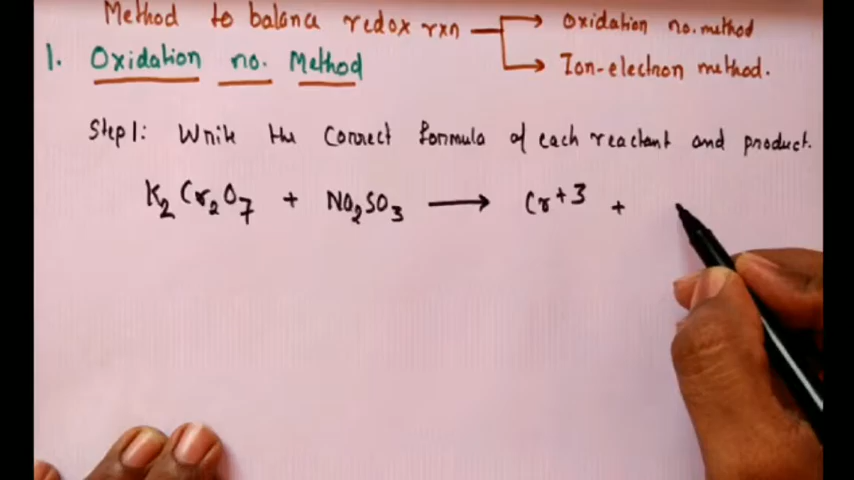 Method to balance redox rxn → Oxidation no. method
→ Ion-electron method.
1. Oxidation no. Method
Step 1: Write the correct formula of each reactant and product.
K₂Cr₂O₇ + NO₂SO₃ → Cr⁺³ +